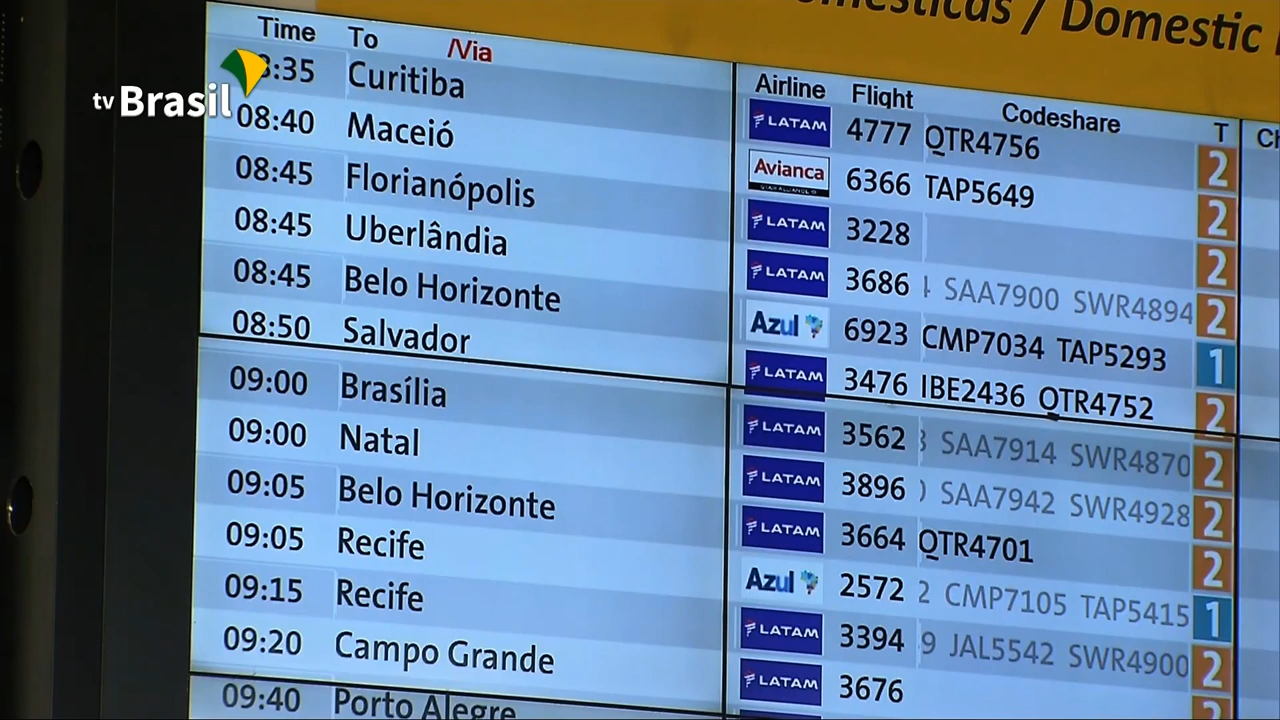 omésticas / Domestic
tv Brasil
Time To /Via Airline Flight Codeshare T
:35 Curitiba LATAM 4777 QTR4756 2
08:40 Maceió Avianca 6366 TAP5649 2
08:45 Florianópolis LATAM 3228 2
08:45 Uberlândia LATAM 3686 SAA7900 SWR4894 2
08:45 Belo Horizonte Azul 6923 CMP7034 TAP5293 1
08:50 Salvador LATAM 3476 IBE2436 QTR4752 2
09:00 Brasília LATAM 3562 SAA7914 SWR4870 2
09:00 Natal LATAM 3896 SAA7942 SWR4928 2
09:05 Belo Horizonte LATAM 3664 QTR4701 2
09:05 Recife Azul 2572 2 CMP7105 TAP5415 1
09:15 Recife LATAM 3394 9 JAL5542 SWR4900 2
09:20 Campo Grande LATAM 3676 2
09:40 Porto Alegre